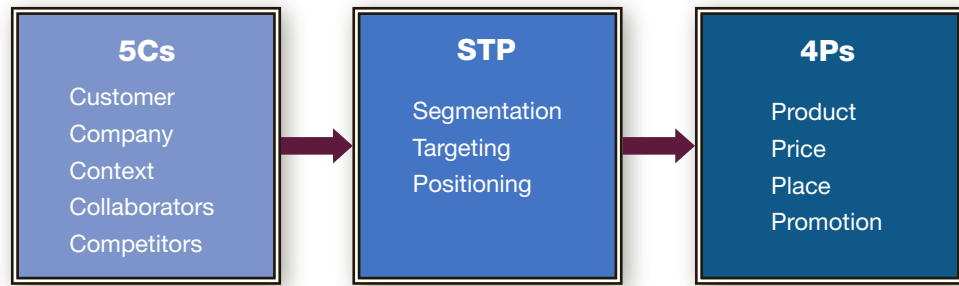 5Cs
Customer
Company
Context
Collaborators
Competitors
STP
Segmentation
Targeting
Positioning
4Ps
Product
Price
Place
Promotion